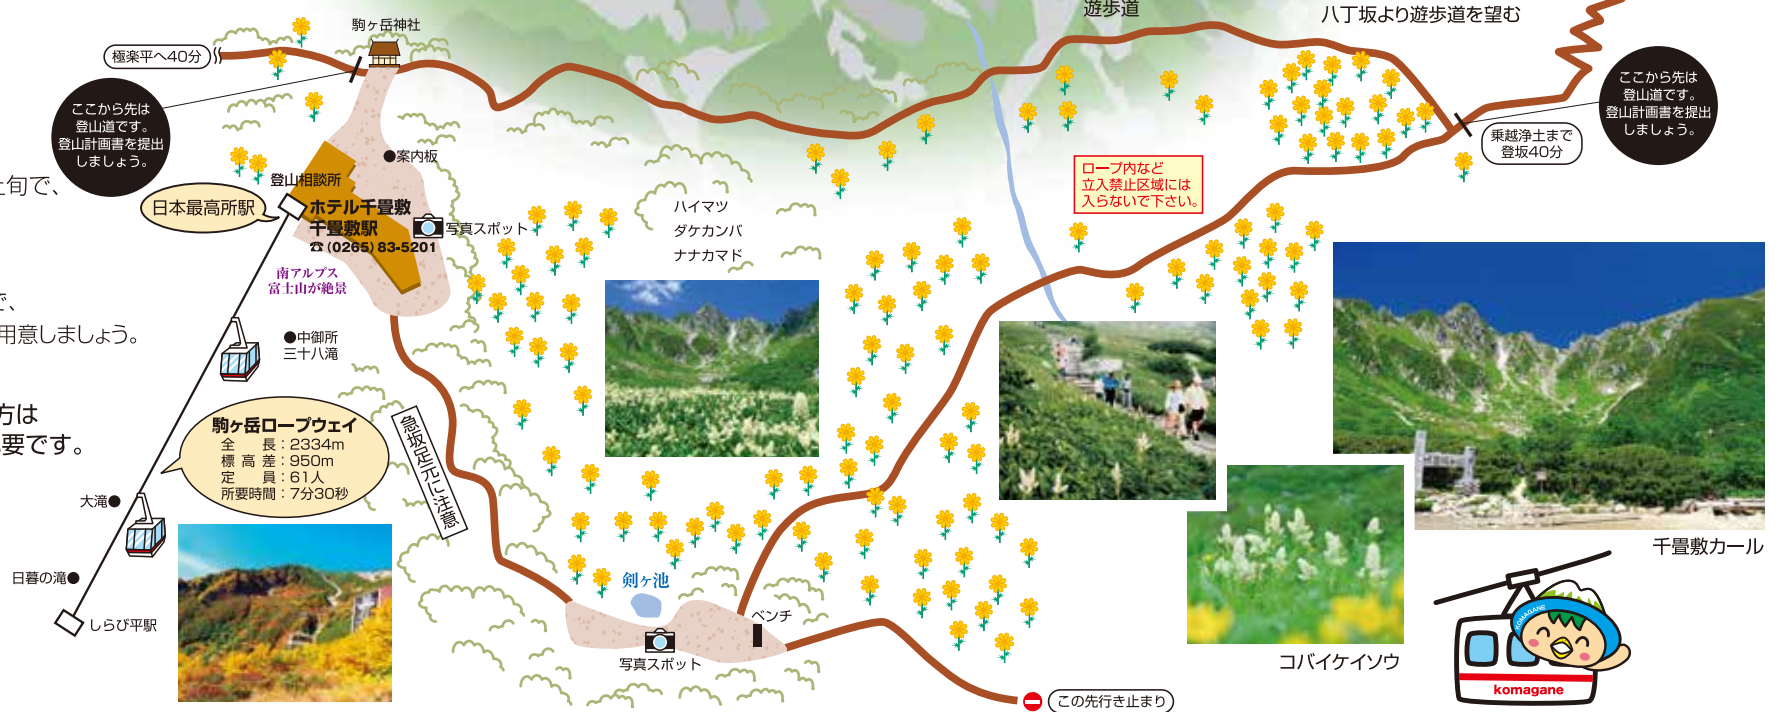 遊歩道
八丁坂より遊歩道を望む
駒ヶ岳神社
極楽平へ40分
ここから先は
登山道です。
登山計画書を提出
しましょう。
ここから先は
登山道です。
登山計画書を提出
しましょう。
乗越浄土まで
登坂40分
●案内板
登山相談所
日本最高所駅
ホテル千畳敷
千畳敷駅
☎(0265)83-5201
写真スポット
南アルプス
富士山が絶景
上旬で、
で、
用意しましょう。
方は
要です。
ロープ内など
立入禁止区域には
入らないで下さい。
ハイマツ
ダケカンバ
ナナカマド
●中御所
三十八滝
駒ヶ岳ロープウェイ
全長：2334m
標高差：950m
定員：61人
所要時間：7分30秒
急坂足元に注意
大滝●
日暮の滝●
しらび平駅
剣ヶ池
写真スポット
ベンチ
この先行き止まり
千畳敷カール
コバイケイソウ
KOMAGANE
komagane